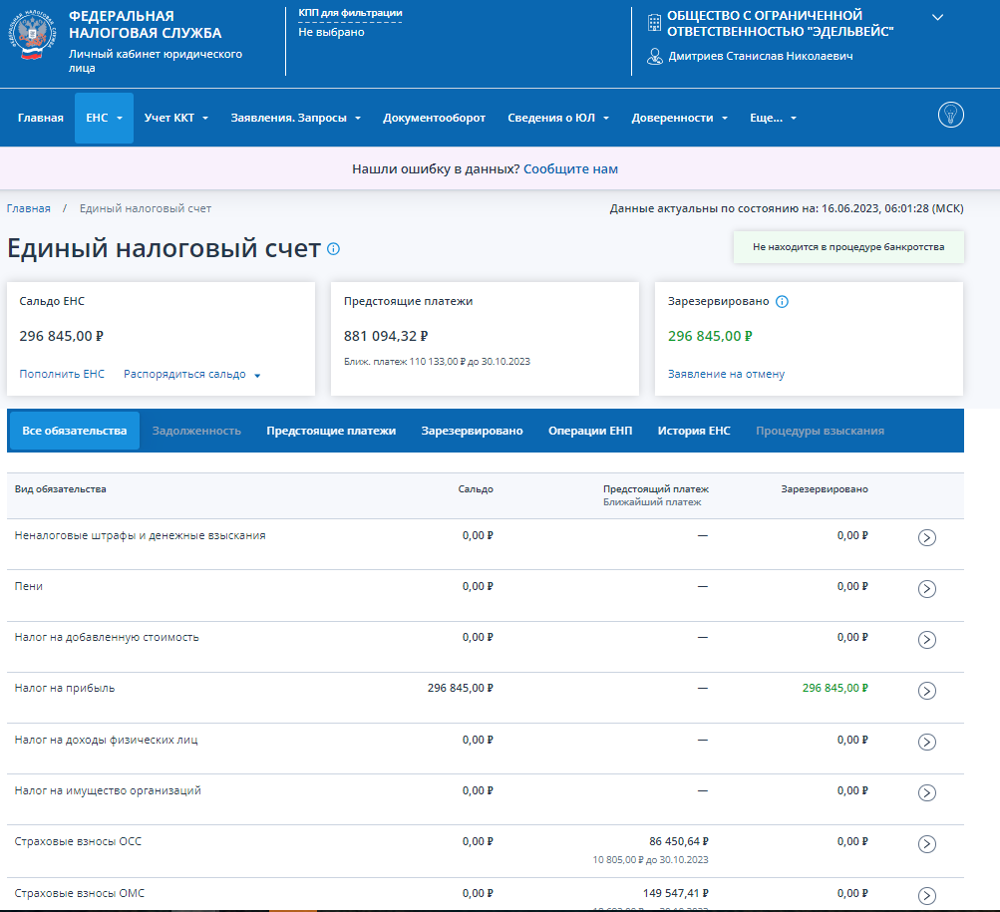 ФЕДЕРАЛЬНАЯ
НАЛОГОВАЯ СЛУЖБА
Личный кабинет юридического
лица
КПП для фильтрации
Не выбрано
ОБЩЕСТВО С ОГРАНИЧЕННОЙ
ОТВЕТСТВЕННОСТЬЮ "ЭДЕЛЬВЕЙС"
Дмитриев Станислав Николаевич
Главная ЕНС Учет ККТ Заявления. Запросы Документооборот Сведения о ЮЛ Доверенности Еще...
Нашли ошибку в данных? Сообщите нам
Главная / Единый налоговый счет
Данные актуальны по состоянию на: 16.06.2023, 06:01:28 (МСК)
Единый налоговый счет
Не находится в процедуре банкротства
Сальдо ЕНС
296 845,00 ₽
Пополнить ЕНС Распорядиться сальдо
Предстоящие платежи
881 094,32 ₽
Ближ. платеж 110 133,00 ₽ до 30.10.2023
Зарезервировано
296 845,00 ₽
Заявление на отмену
Все обязательства Задолженность Предстоящие платежи Зарезервировано Операции ЕНП История ЕНС Процедуры взыскания
Вид обязательства Сальдо Предстоящий платеж Зарезервировано
Ближайший платеж
Неналоговые штрафы и денежные взыскания 0,00 ₽ — 0,00 ₽
Пени 0,00 ₽ — 0,00 ₽
Налог на добавленную стоимость 0,00 ₽ — 0,00 ₽
Налог на прибыль 296 845,00 ₽ — 296 845,00 ₽
Налог на доходы физических лиц 0,00 ₽ — 0,00 ₽
Налог на имущество организаций 0,00 ₽ — 0,00 ₽
Страховые взносы ОСС 0,00 ₽ 86 450,64 ₽ 0,00 ₽
10 805,00 ₽ до 30.10.2023
Страховые взносы ОМС 0,00 ₽ 149 547,41 ₽ 0,00 ₽